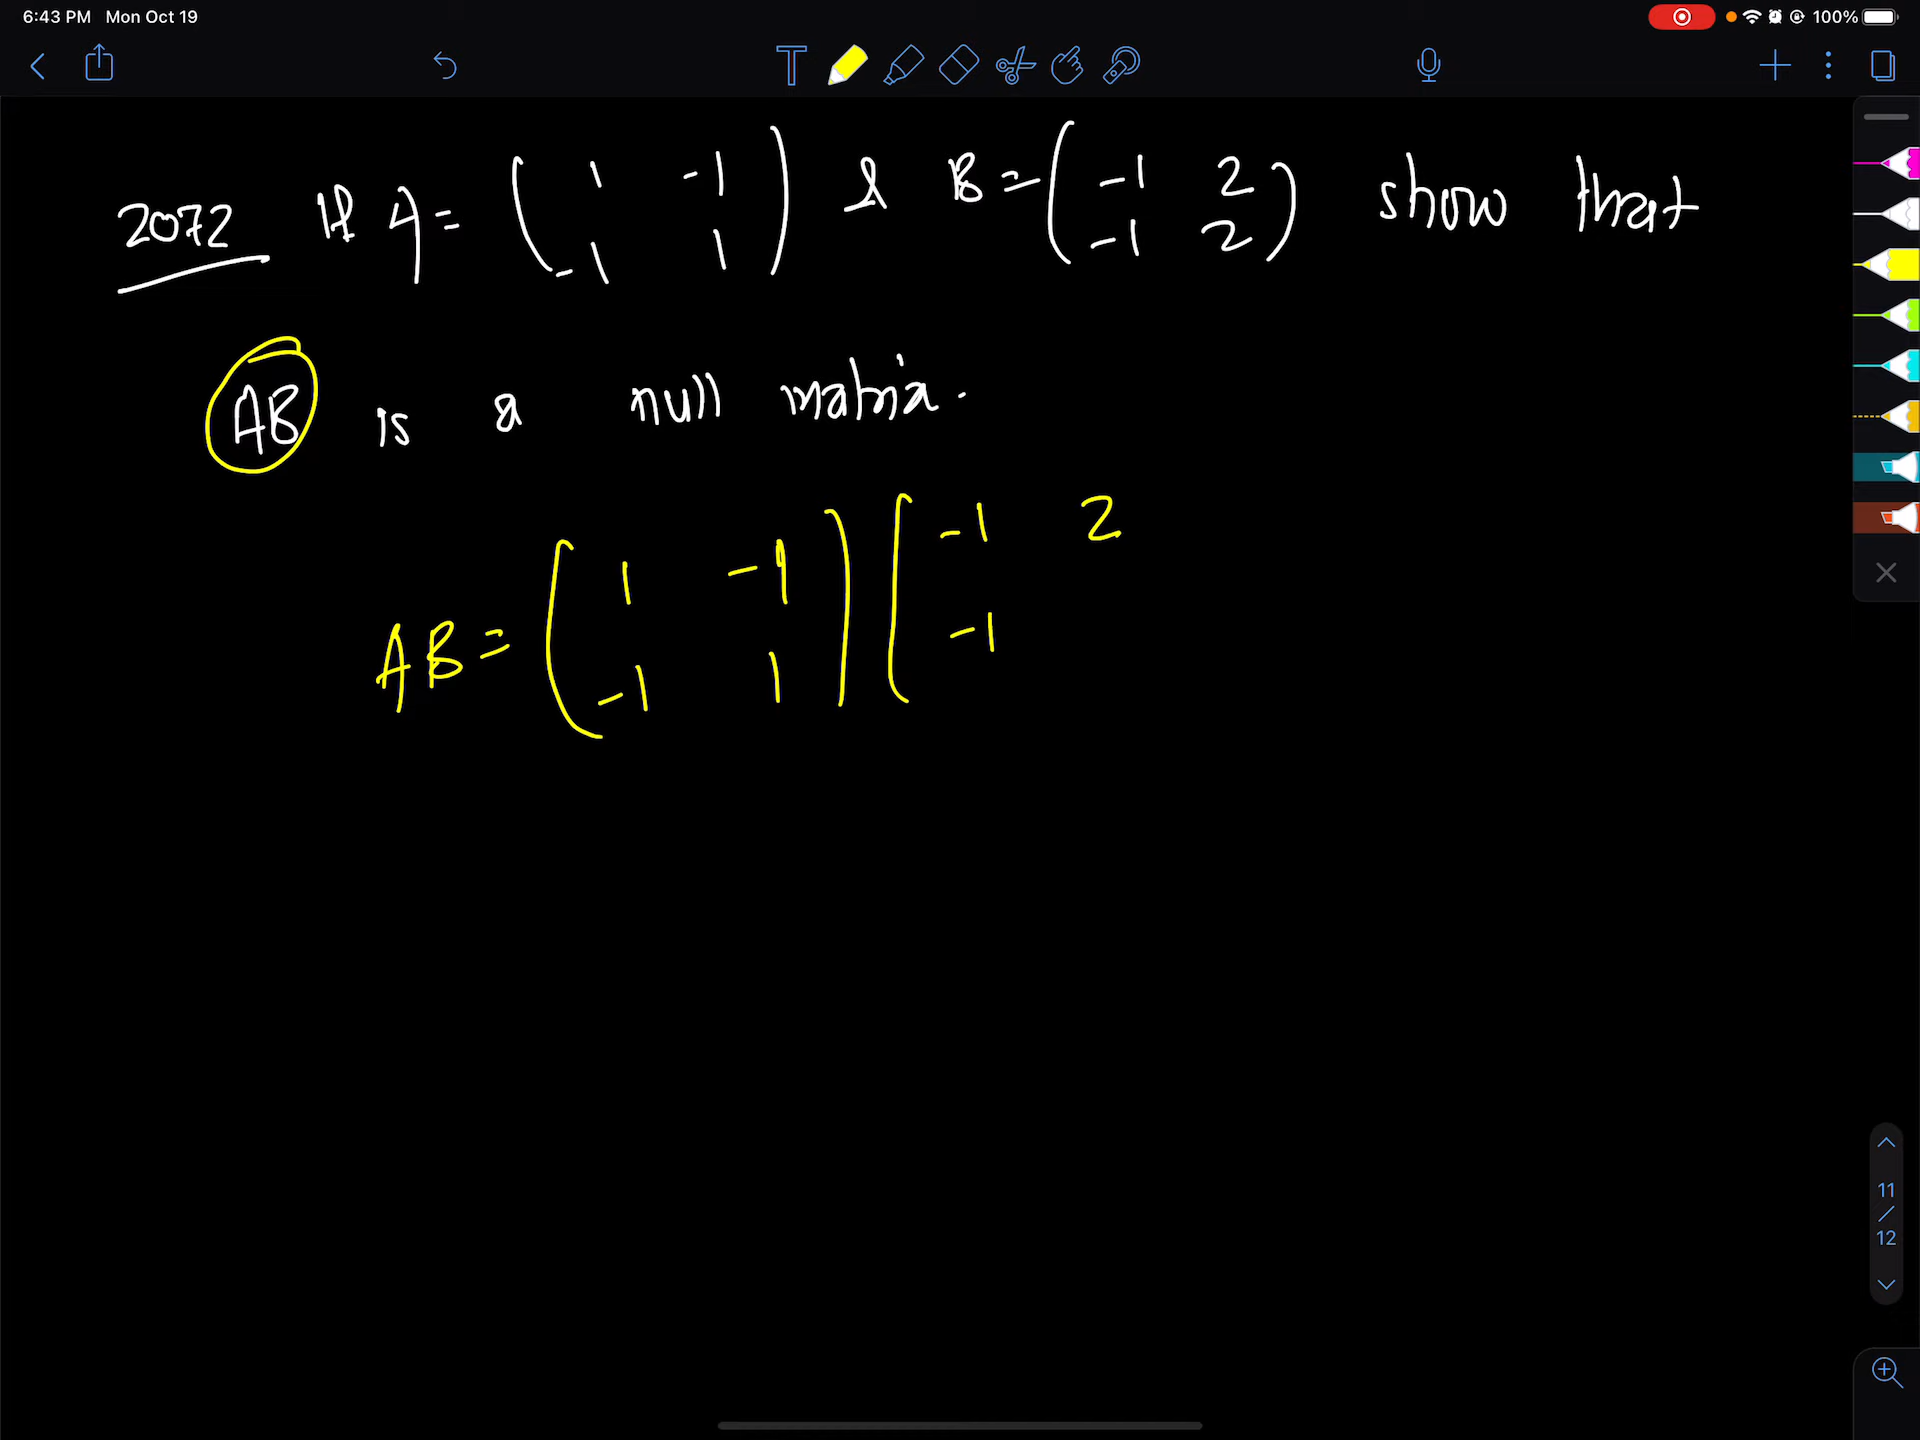 6:43 PM Mon Oct 19
100%
2072 If A = ( 1 -1 ) & B = ( -1 2 ) show that
-1 1 -1 2
AB is a null matrix.
AB = ( 1 -1 ) [ -1 2
-1 1 -1
11
/
12